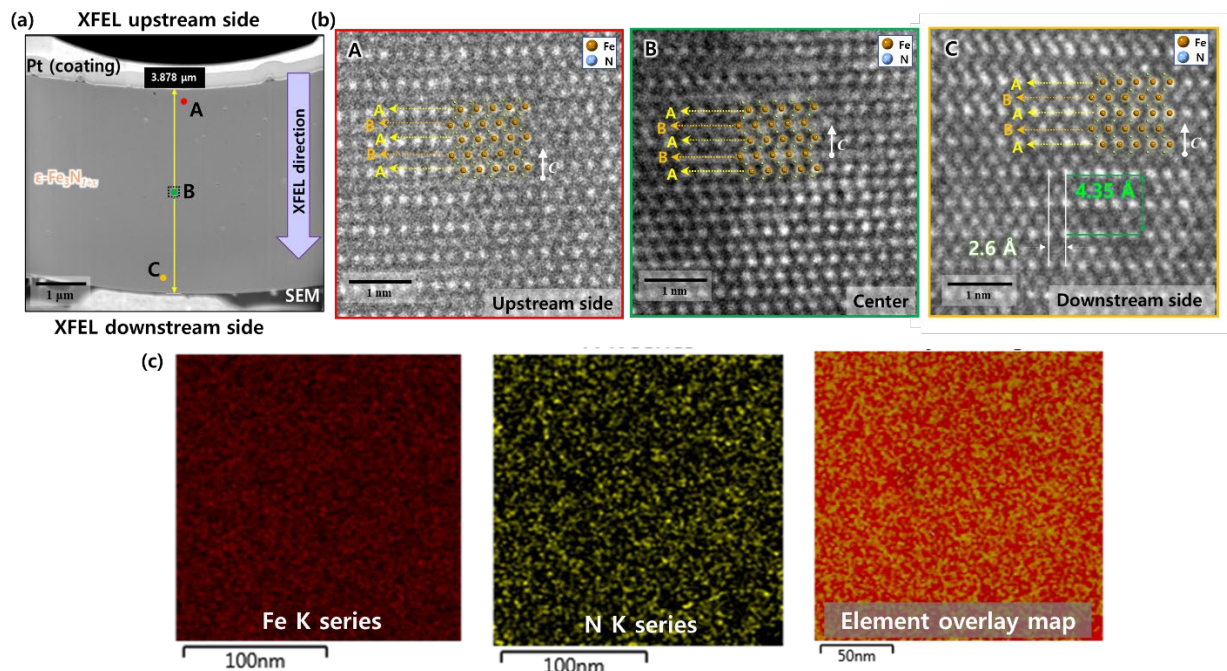 (a)
XFEL upstream side
Pt (coating)
3.878 μm
A
B
C
XFEL direction
ε-Fe₃N₁₊ₓ
1 μm
SEM
XFEL downstream side
(b)
A
Fe
N
A
B
A
B
A
C
1 nm
Upstream side
B
Fe
N
A
B
A
B
A
C
1 nm
Center
C
Fe
N
A
B
A
B
A
C
4.35 Å
2.6 Å
1 nm
Downstream side
(c)
Fe K series
100nm
N K series
100nm
Element overlay map
50nm